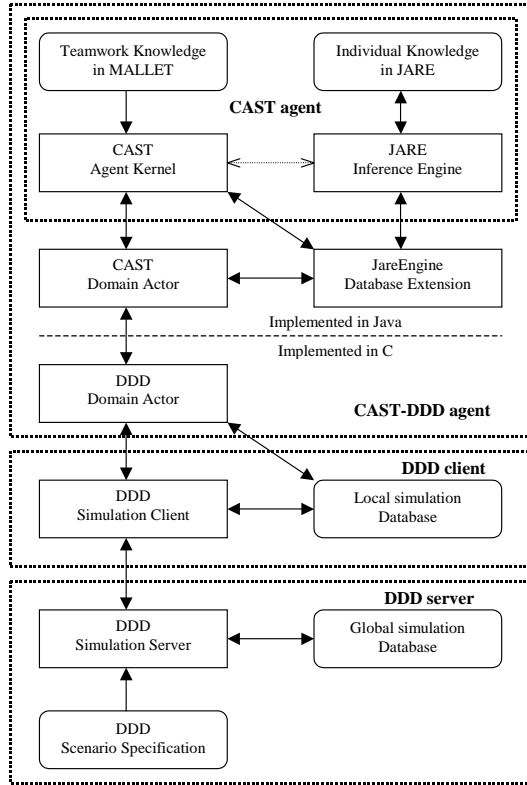 Teamwork Knowledge
in MALLET
Individual Knowledge
in JARE
CAST agent
CAST
Agent Kernel
JARE
Inference Engine
CAST
Domain Actor
JareEngine
Database Extension
Implemented in Java
Implemented in C
DDD
Domain Actor
CAST-DDD agent
DDD client
DDD
Simulation Client
Local simulation
Database
DDD server
DDD
Simulation Server
Global simulation
Database
DDD
Scenario Specification